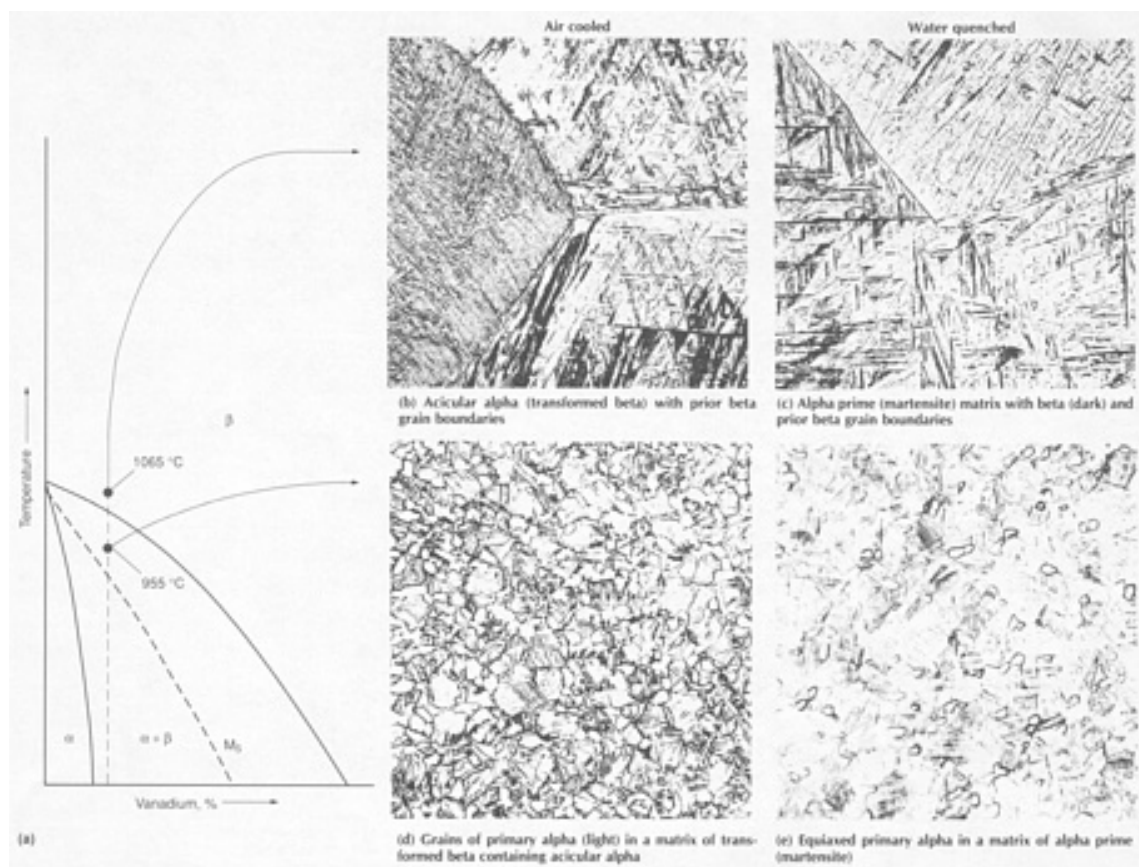 Air cooled
Water quenched
(b) Acicular alpha (transformed beta) with prior beta
grain boundaries
(c) Alpha prime (martensite) matrix with beta (dark) and
prior beta grain boundaries
Temperature
β
1065 °C
955 °C
α
α + β
Ms
Vanadium, %
(a)
(d) Grains of primary alpha (light) in a matrix of trans-
formed beta containing acicular alpha
(e) Equiaxed primary alpha in a matrix of alpha prime
(martensite)